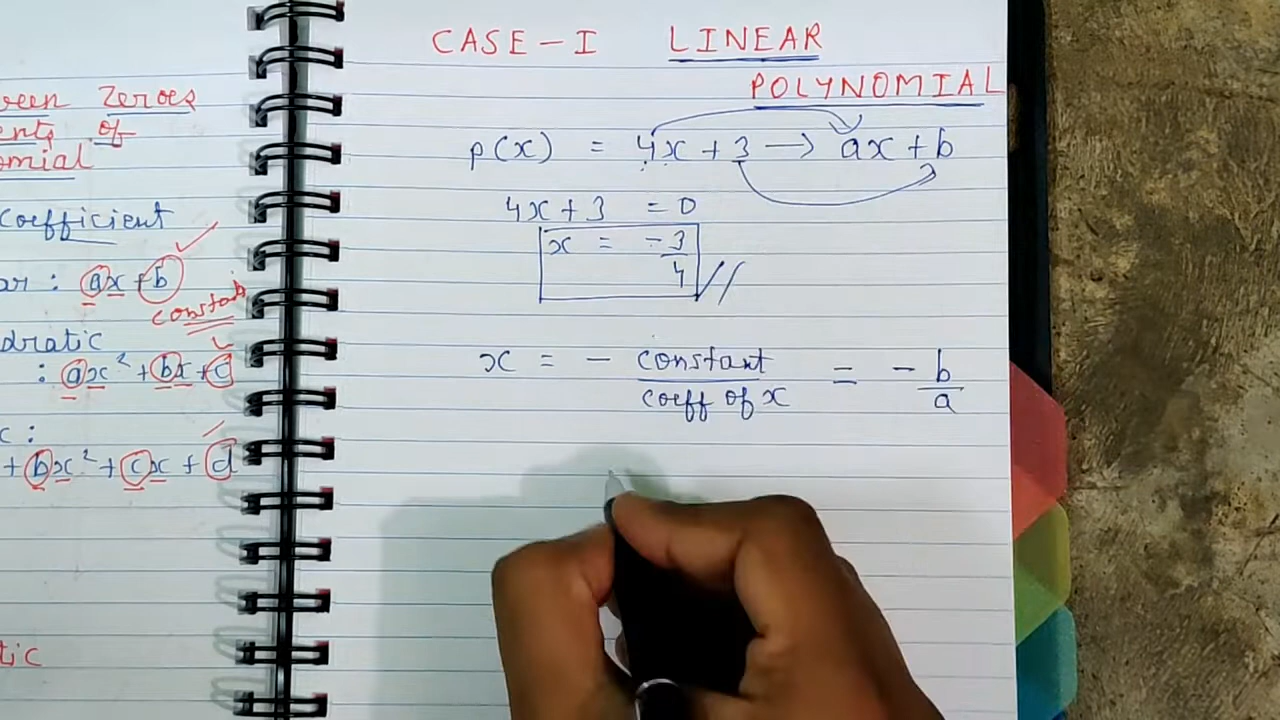 een Zeroes
ents of
omial
Coefficient
ar : ax + b
constant
dratic
: ax² + bx + c
c :
+ bx² + cx + d
tic
CASE-I LINEAR
POLYNOMIAL
p(x) = 4x + 3 → ax + b
4x + 3 = 0
x = -3/4
x = - constant/coeff of x = - b/a